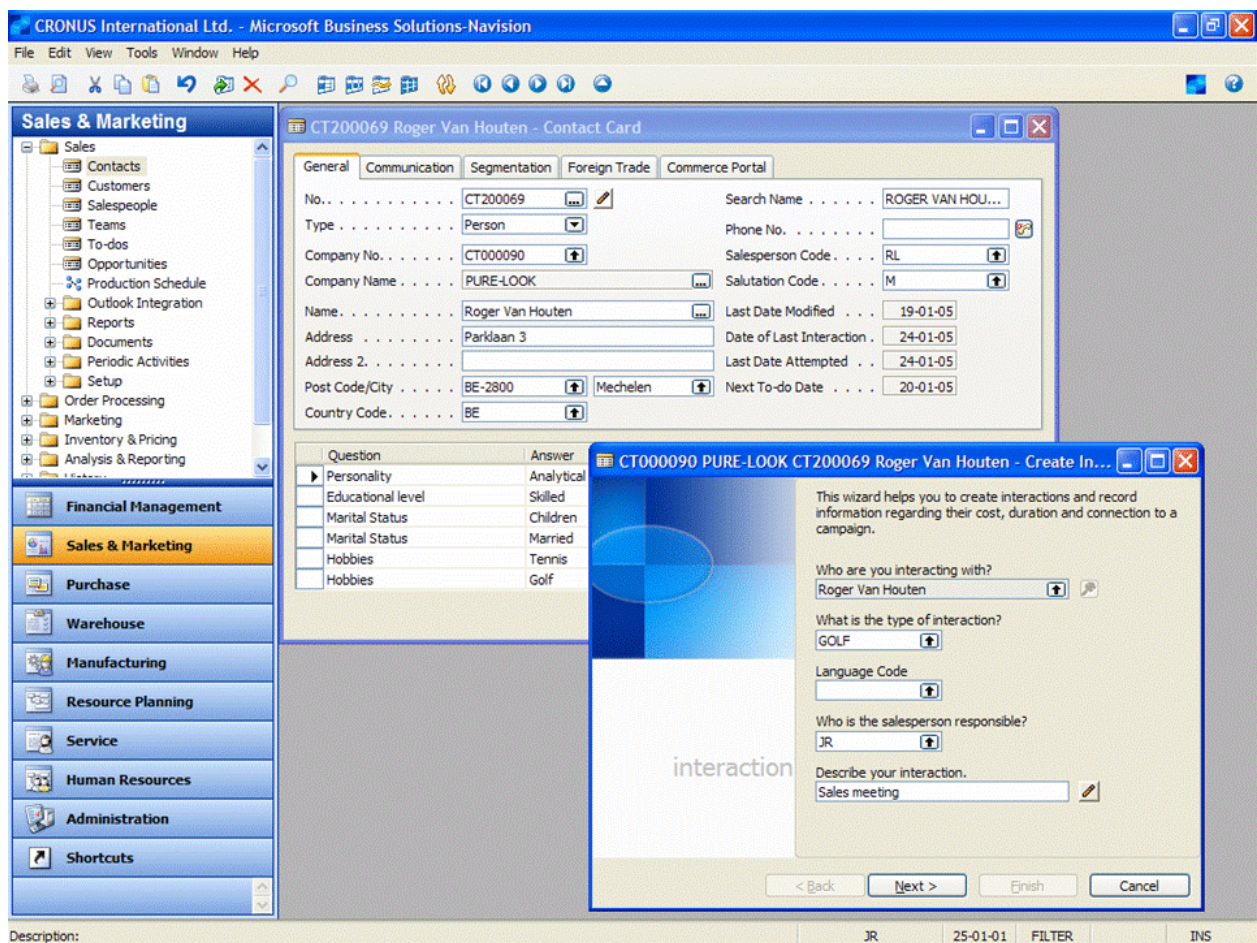 CRONUS International Ltd. - Microsoft Business Solutions-Navision
File Edit View Tools Window Help
Sales & Marketing
Sales
Contacts
Customers
Salespeople
Teams
To-dos
Opportunities
Production Schedule
Outlook Integration
Reports
Documents
Periodic Activities
Setup
Order Processing
Marketing
Inventory & Pricing
Analysis & Reporting
Financial Management
Sales & Marketing
Purchase
Warehouse
Manufacturing
Resource Planning
Service
Human Resources
Administration
Shortcuts
CT200069 Roger Van Houten - Contact Card
General Communication Segmentation Foreign Trade Commerce Portal
No.. . . . . . . . . . . CT200069 Search Name . . . . . . ROGER VAN HOU...
Type . . . . . . . . . . Person Phone No. . . . . . . .
Company No. . . . . . . CT000090 Salesperson Code. . . . RL
Company Name . . . . . PURE-LOOK Salutation Code. . . . . M
Name. . . . . . . . . . Roger Van Houten Last Date Modified . . . 19-01-05
Address . . . . . . . . Parklaan 3 Date of Last Interaction . 24-01-05
Address 2. . . . . . . . Last Date Attempted . . 24-01-05
Post Code/City . . . . . BE-2800 Mechelen Next To-do Date . . . . 20-01-05
Country Code. . . . . . BE
Question Answer
Personality Analytical
Educational level Skilled
Marital Status Children
Marital Status Married
Hobbies Tennis
Hobbies Golf
CT000090 PURE-LOOK CT200069 Roger Van Houten - Create In...
This wizard helps you to create interactions and record
information regarding their cost, duration and connection to a
campaign.
Who are you interacting with?
Roger Van Houten
What is the type of interaction?
GOLF
Language Code
Who is the salesperson responsible?
JR
interaction
Describe your interaction.
Sales meeting
< Back Next > Finish Cancel
Description: JR 25-01-01 FILTER INS